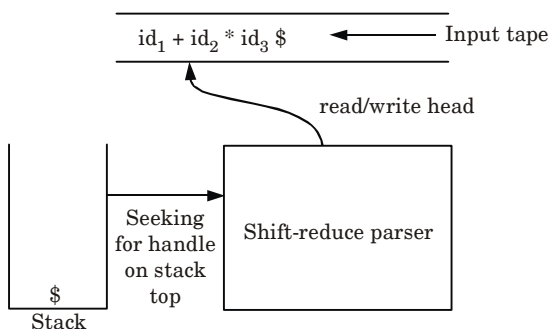 id₁ + id₂ * id₃ $
Input tape
read/write head
Seeking
for handle
on stack
top
Shift-reduce parser
$
Stack